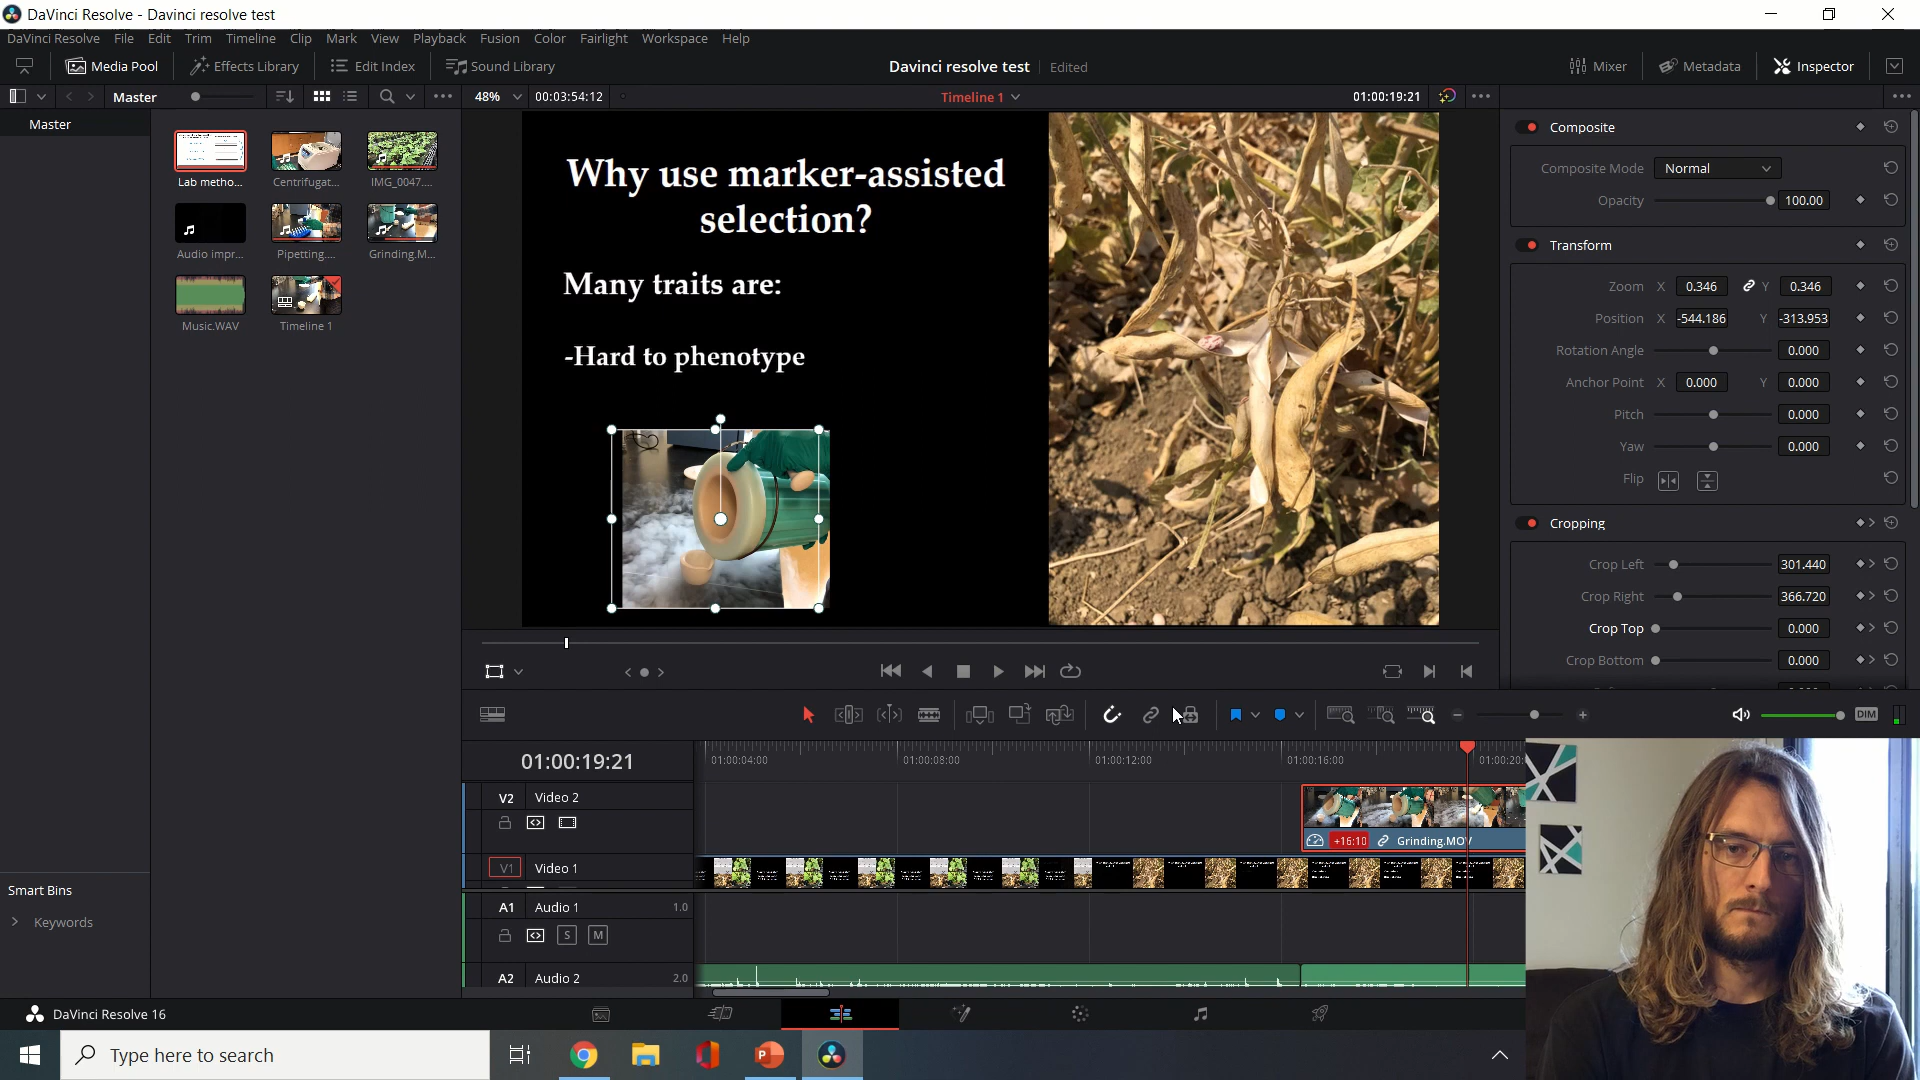 DaVinci Resolve - Davinci resolve test
DaVinci Resolve File Edit Trim Timeline Clip Mark View Playback Fusion Color Fairlight Workspace Help
Media Pool Effects Library Edit Index Sound Library Davinci resolve test Edited Mixer Metadata Inspector
Master 48% 00:03:54:12 Timeline 1 01:00:19:21
Master
Lab metho... Centrifugat... IMG_0047....
Audio impr... Pipetting.... Grinding.M...
Music.WAV Timeline 1
Smart Bins
Keywords
Why use marker-assisted
selection?
Many traits are:
-Hard to phenotype
Composite
Composite Mode Normal
Opacity 100.00
Transform
Zoom X 0.346 Y 0.346
Position X -544.186 Y -313.953
Rotation Angle 0.000
Anchor Point X 0.000 Y 0.000
Pitch 0.000
Yaw 0.000
Flip
Cropping
Crop Left 301.440
Crop Right 366.720
Crop Top 0.000
Crop Bottom 0.000
DIM
01:00:19:21 01:00:04:00 01:00:08:00 01:00:12:00 01:00:16:00 01:00:20:
V2 Video 2
+16:10 Grinding.MOV
V1 Video 1
A1 Audio 1 1.0
S M
A2 Audio 2 2.0
DaVinci Resolve 16
Type here to search